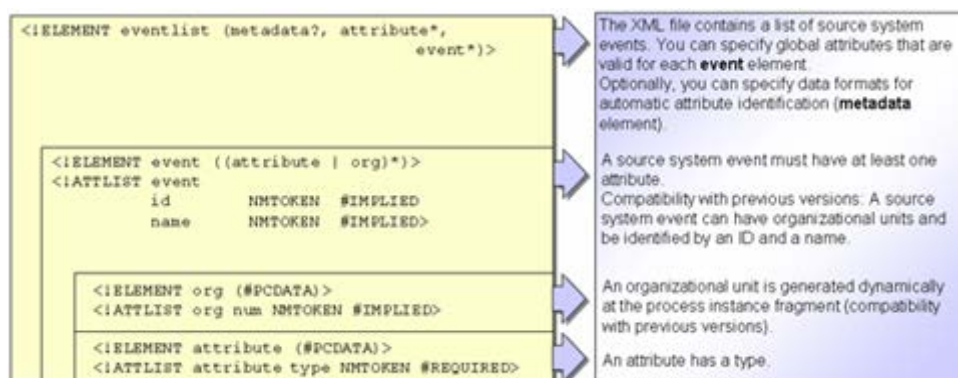 <!ELEMENT eventlist (metadata?, attribute*,
event*)>
The XML file contains a list of source system
events. You can specify global attributes that are
valid for each event element.
Optionally, you can specify data formats for
automatic attribute identification (metadata
element).
<!ELEMENT event ((attribute | org)*)>
<!ATTLIST event
id NMTOKEN #IMPLIED
name NMTOKEN #IMPLIED>
A source system event must have at least one
attribute.
Compatibility with previous versions: A source
system event can have organizational units and
be identified by an ID and a name.
<!ELEMENT org (#PCDATA)>
<!ATTLIST org num NMTOKEN #IMPLIED>
An organizational unit is generated dynamically
at the process instance fragment (compatibility
with previous versions).
<!ELEMENT attribute (#PCDATA)>
<!ATTLIST attribute type NMTOKEN #REQUIRED>
An attribute has a type.